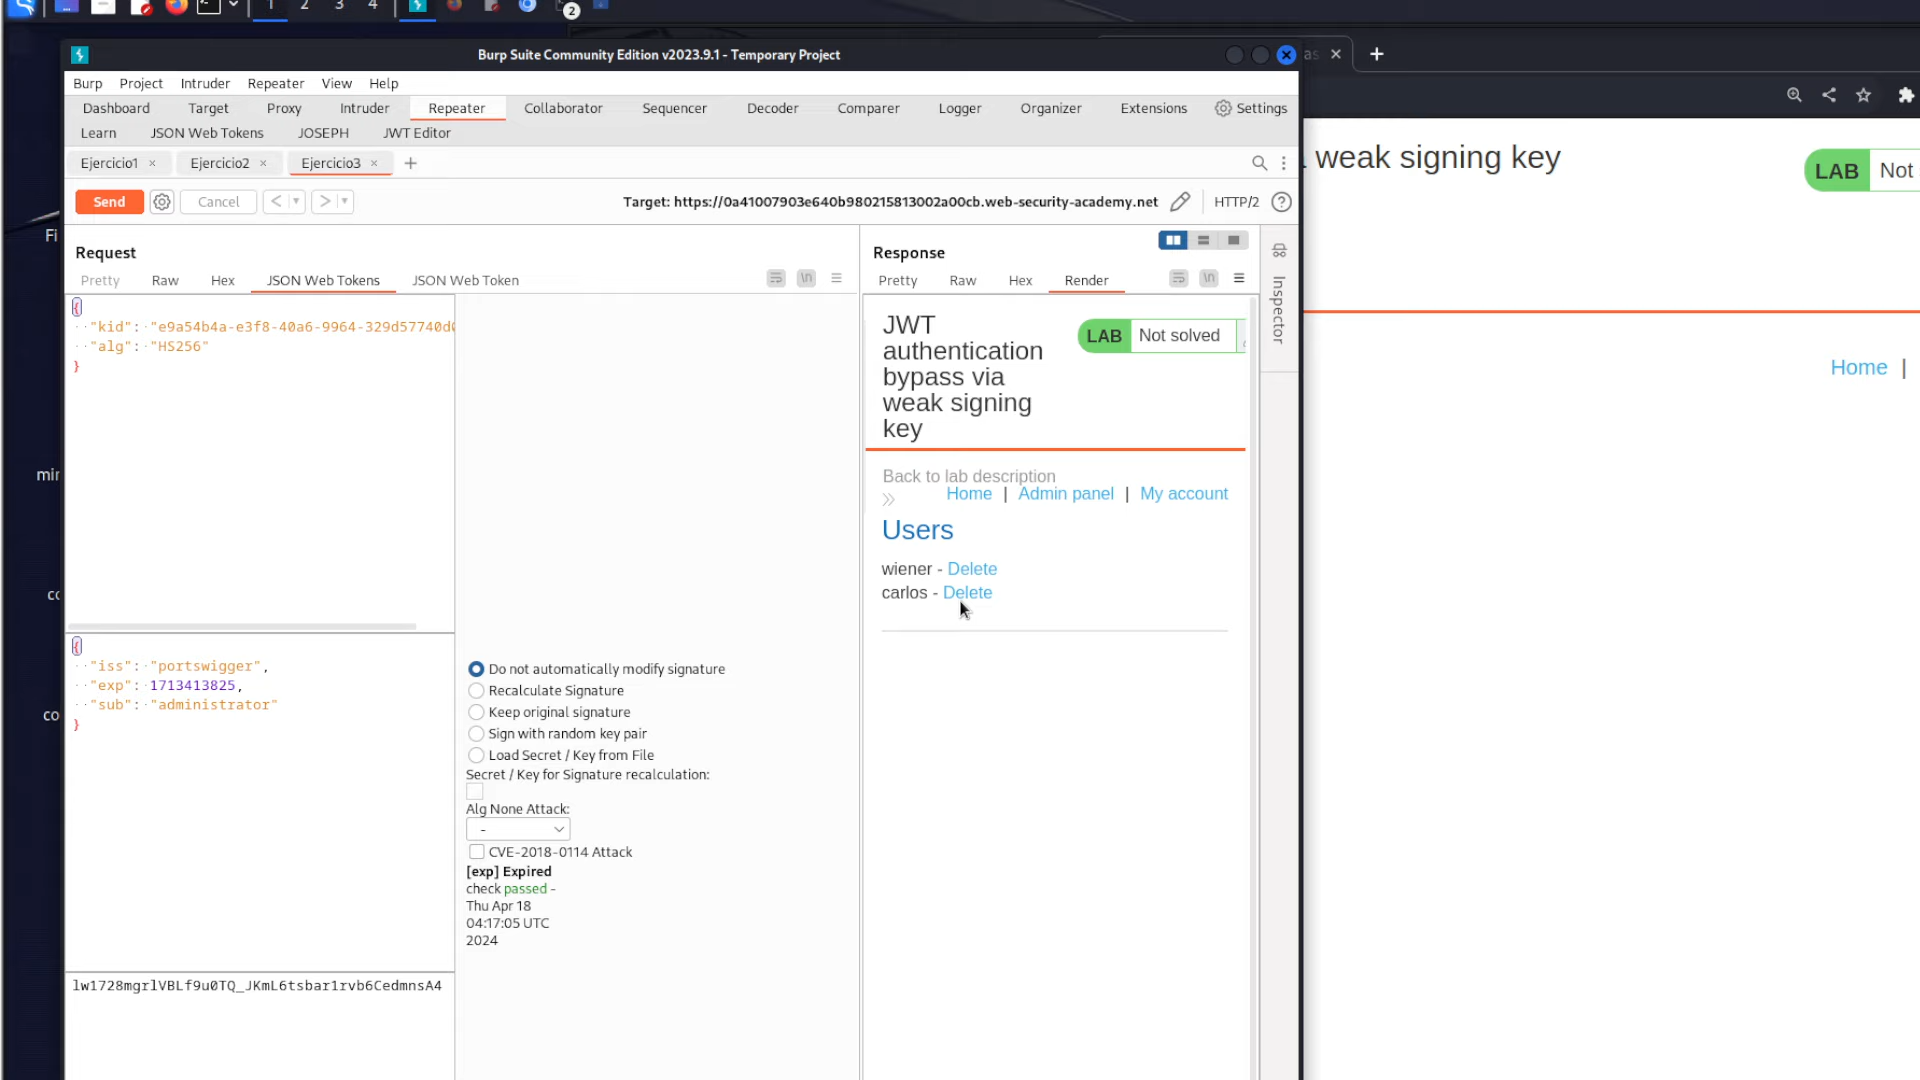 1 2 3 4
2
Burp Suite Community Edition v2023.9.1 - Temporary Project
as
Burp Project Intruder Repeater View Help
Dashboard Target Proxy Intruder Repeater Collaborator Sequencer Decoder Comparer Logger Organizer Extensions Settings
Learn JSON Web Tokens JOSEPH JWT Editor
Ejercicio1 × Ejercicio2 × Ejercicio3 × +
Send Cancel < >
Target: https://0a41007903e640b980215813002a00cb.web-security-academy.net HTTP/2
Request
Pretty Raw Hex JSON Web Tokens JSON Web Token
{
"kid": "e9a54b4a-e3f8-40a6-9964-329d57740d
"alg": "HS256"
}
{
"iss": "portswigger",
"exp": 1713413825,
"sub": "administrator"
}
lw1728mgrlVBLf9u0TQ_JKmL6tsbar1rvb6CedmnsA4
Do not automatically modify signature
Recalculate Signature
Keep original signature
Sign with random key pair
Load Secret / Key from File
Secret / Key for Signature recalculation:
Alg None Attack:
-
CVE-2018-0114 Attack
[exp] Expired
check passed -
Thu Apr 18
04:17:05 UTC
2024
Response
Pretty Raw Hex Render
JWT
authentication
bypass via
weak signing
key
LAB Not solved
Back to lab description
Home | Admin panel | My account
Users
wiener - Delete
carlos - Delete
Inspector
weak signing key
LAB Not
Home |
Fi
co